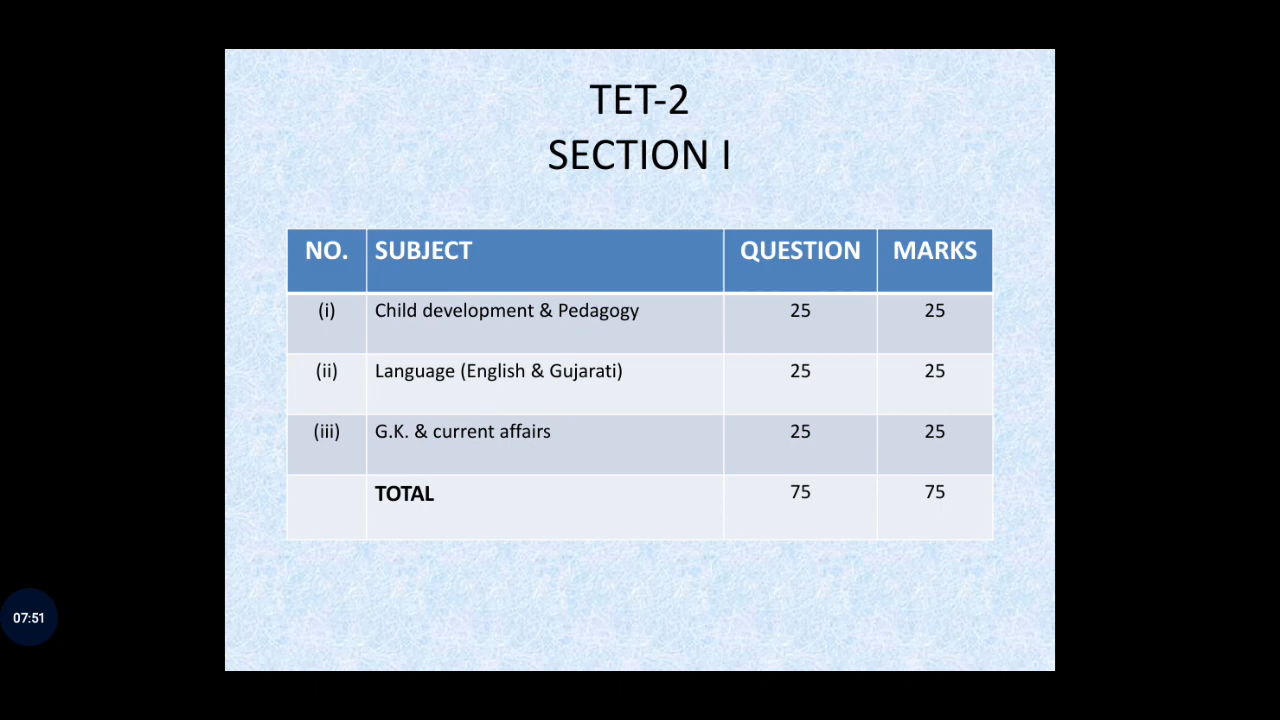 TET-2
SECTION I
NO. SUBJECT QUESTION MARKS
(i) Child development & Pedagogy 25 25
(ii) Language (English & Gujarati) 25 25
(iii) G.K. & current affairs 25 25
TOTAL 75 75
07:51